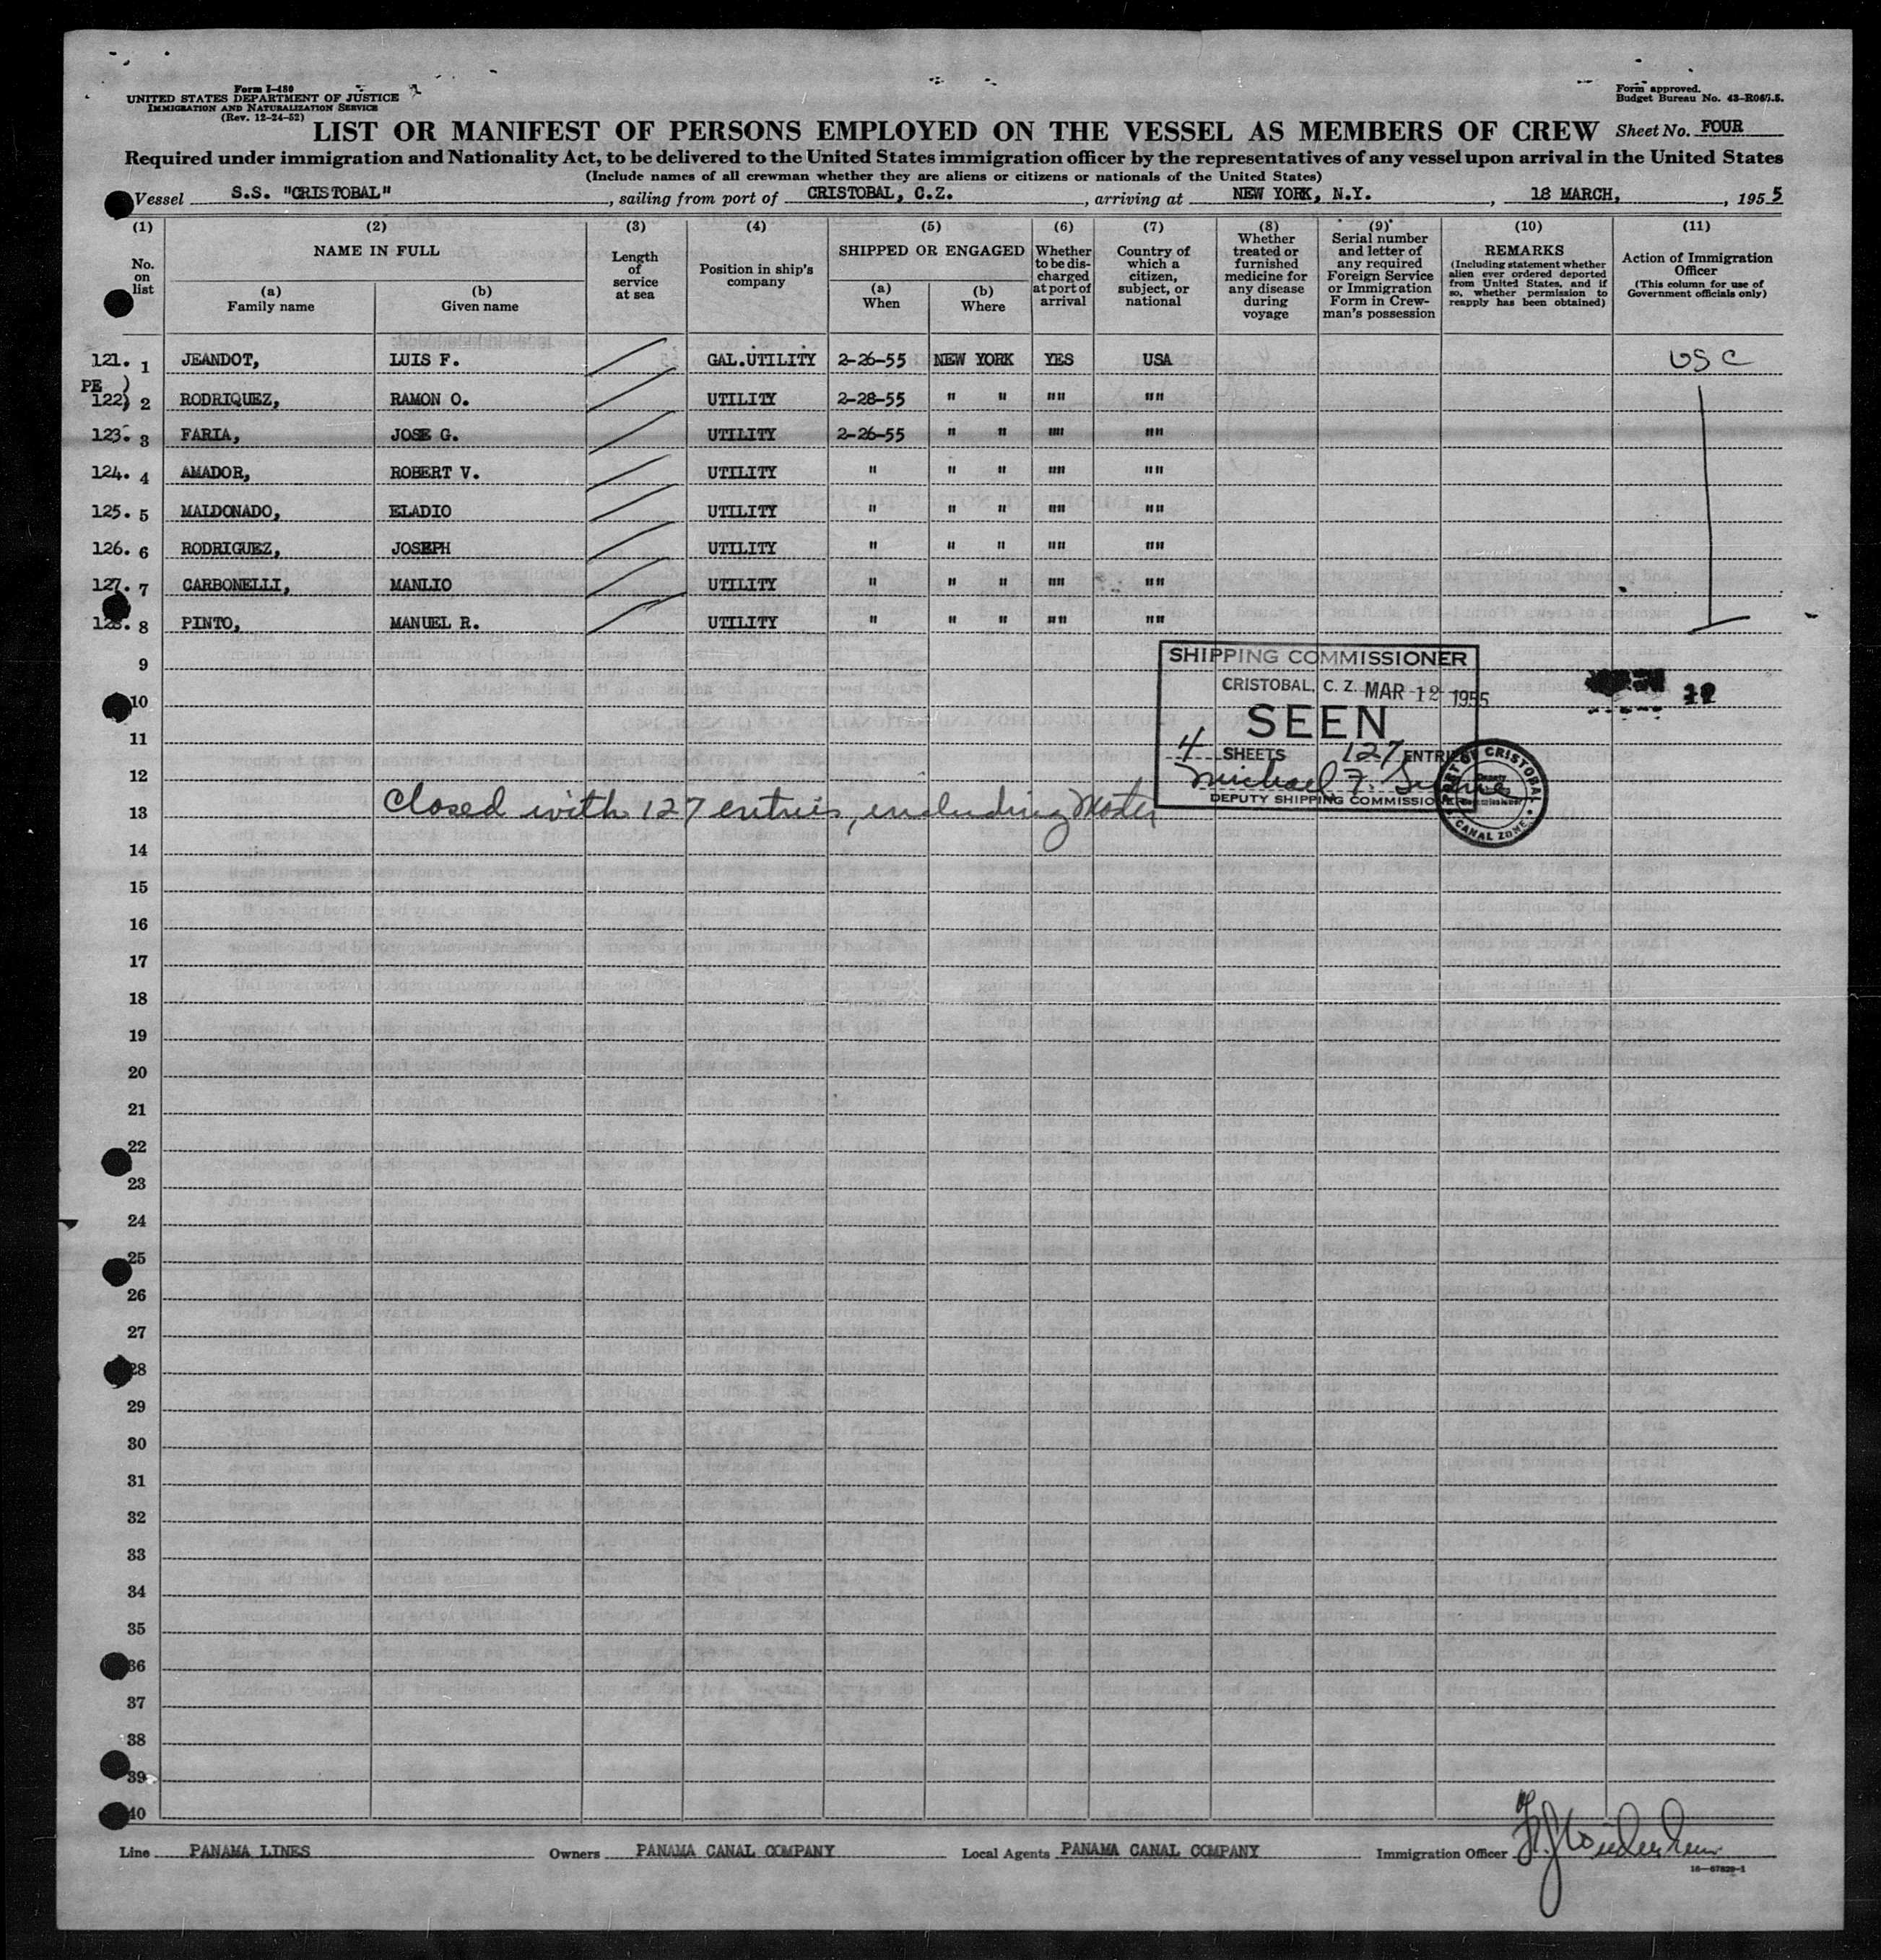 Form I-480
UNITED STATES DEPARTMENT OF JUSTICE
IMMIGRATION AND NATURALIZATION SERVICE
(Rev. 12-24-52)
Form approved.
Budget Bureau No. 43-R065.5.
LIST OR MANIFEST OF PERSONS EMPLOYED ON THE VESSEL AS MEMBERS OF CREW Sheet No. FOUR
Required under immigration and Nationality Act, to be delivered to the United States immigration officer by the representatives of any vessel upon arrival in the United States
(Include names of all crewman whether they are aliens or citizens or nationals of the United States)
Vessel S.S. "CRISTOBAL", sailing from port of CRISTOBAL, C.Z., arriving at NEW YORK, N.Y., 18 MARCH, 1955
(1) No. on list
(2) NAME IN FULL
(a) Family name (b) Given name
(3) Length of service at sea
(4) Position in ship's company
(5) SHIPPED OR ENGAGED
(a) When (b) Where
(6) Whether to be discharged at port of arrival
(7) Country of which a citizen, subject, or national
(8) Whether treated or furnished medicine for any disease during voyage
(9) Serial number and letter of any required Foreign Service or Immigration Form in Crewman's possession
(10) REMARKS (Including statement whether alien ever ordered deported from United States, and if so, whether permission to reapply has been obtained)
(11) Action of Immigration Officer (This column for use of Government officials only)
121. 1 JEANDOT, LUIS F. GAL.UTILITY 2-26-55 NEW YORK YES USA USC
PE )
122) 2 RODRIQUEZ, RAMON O. UTILITY 2-28-55 " " "" ""
123. 3 FARIA, JOSE G. UTILITY 2-26-55 " " "" ""
124. 4 AMADOR, ROBERT V. UTILITY " " " "" ""
125. 5 MALDONADO, ELADIO UTILITY " " " "" ""
126. 6 RODRIGUEZ, JOSEPH UTILITY " " " "" ""
127. 7 CARBONELLI, MANLIO UTILITY " " " "" ""
128. 8 PINTO, MANUEL R. UTILITY " " " "" ""
9
10
11
12
13
14
15
16
17
18
19
20
21
22
23
24
25
26
27
28
29
30
31
32
33
34
35
36
37
38
39
40
SHIPPING COMMISSIONER
CRISTOBAL, C. Z. MAR 12 1955
SEEN
4 SHEETS 127 ENTRIES
Michael F.
DEPUTY SHIPPING COMMISSIONER
PORT OF CRISTOBAL
CANAL ZONE
Closed with 127 entries, including Master
Line PANAMA LINES Owners PANAMA CANAL COMPANY Local Agents PANAMA CANAL COMPANY Immigration Officer
16-67820-1